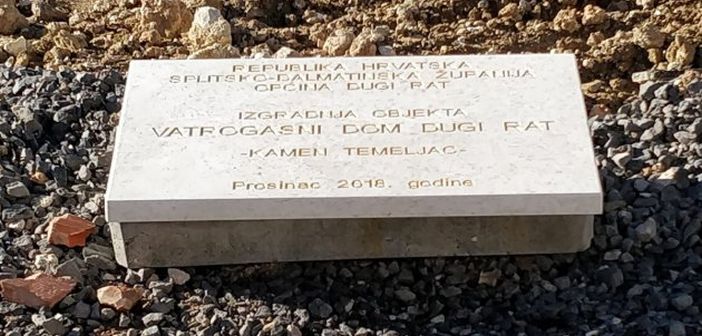 REPUBLIKA HRVATSKA
SPLITSKO-DALMATINSKA ŽUPANIJA
OPĆINA DUGI RAT
IZGRADNJA OBJEKTA
VATROGASNI DOM DUGI RAT
-KAMEN TEMELJAC-
Prosinac 2018. godine